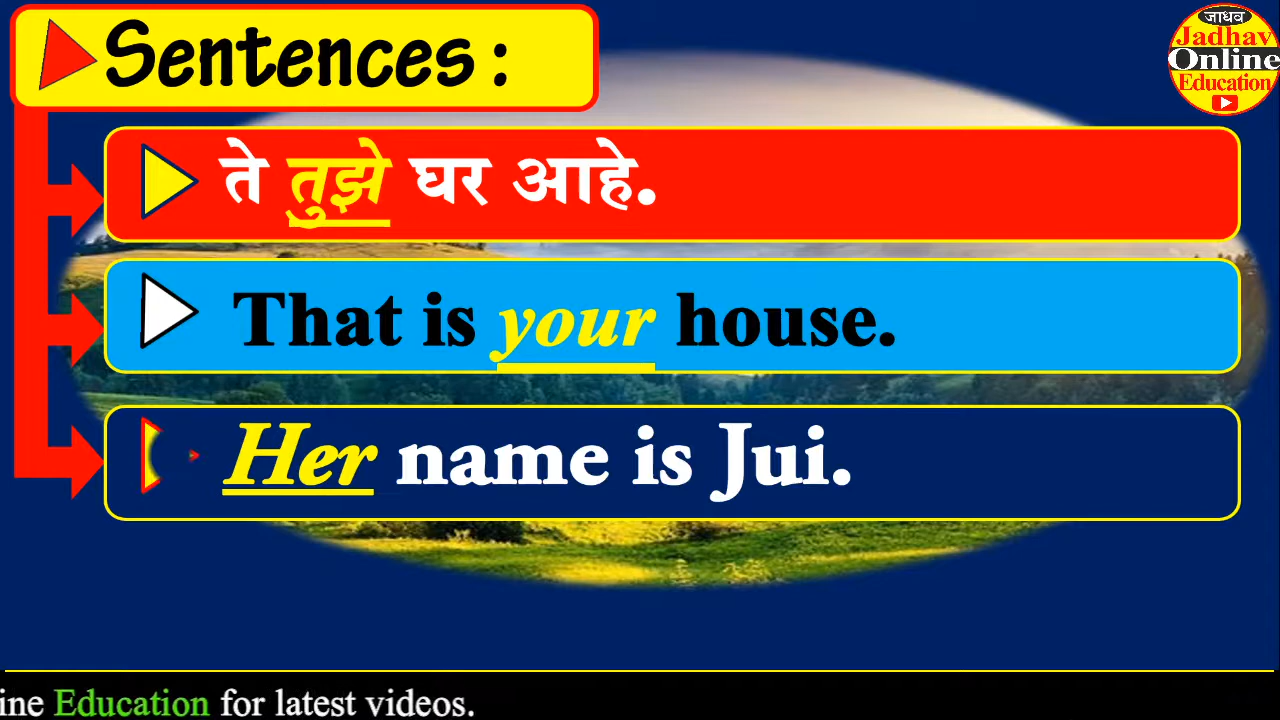 Sentences :
जाधव
Jadhav
Online
Education
ते तुझे घर आहे.
That is your house.
Her name is Jui.
ine Education for latest videos.